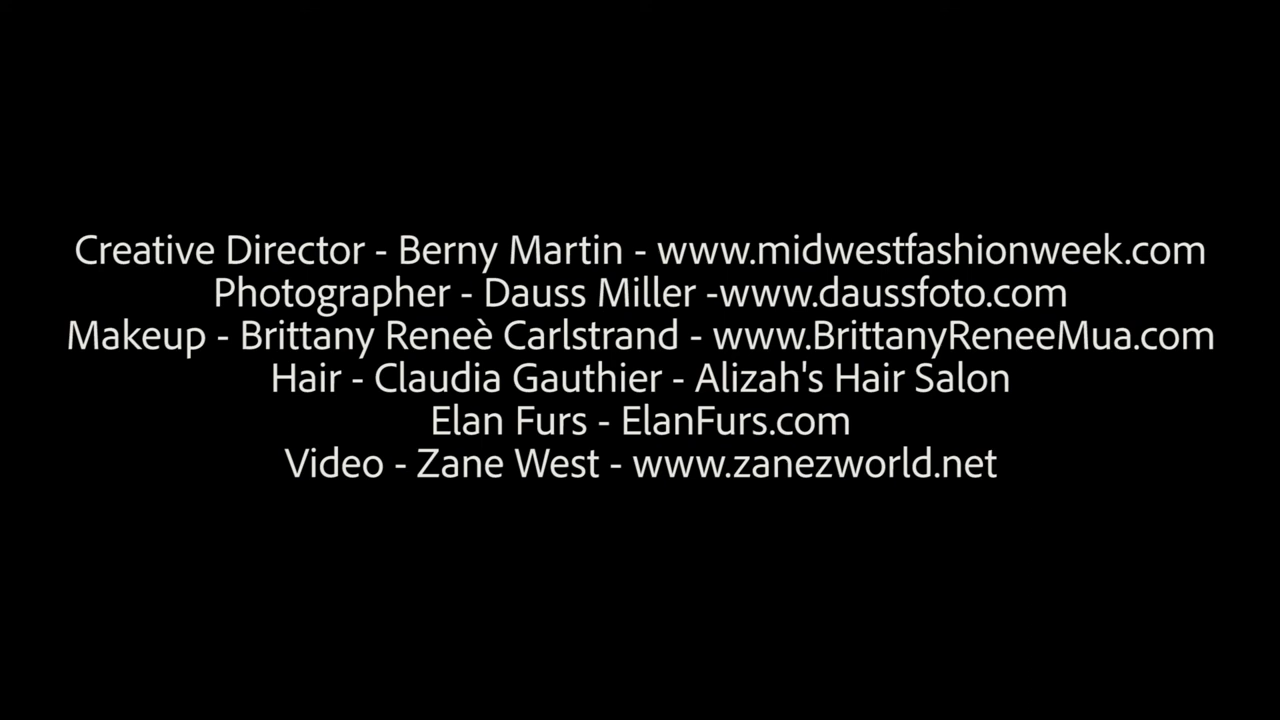 Creative Director - Berny Martin - www.midwestfashionweek.com
Photographer - Dauss Miller -www.daussfoto.com
Makeup - Brittany Reneè Carlstrand - www.BrittanyReneeMua.com
Hair - Claudia Gauthier - Alizah's Hair Salon
Elan Furs - ElanFurs.com
Video - Zane West - www.zanezworld.net